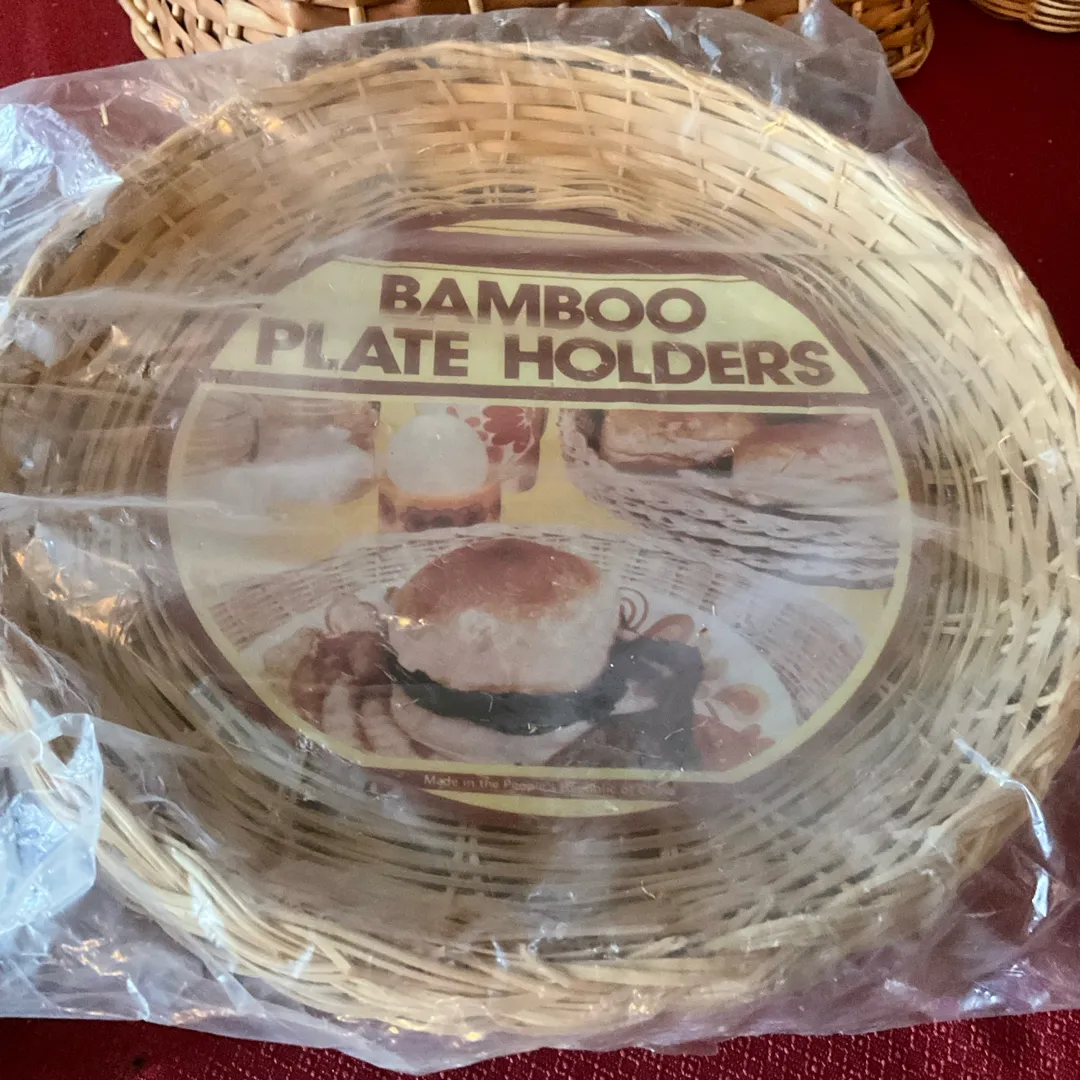 BAMBOO
PLATE HOLDERS
Made in the People's Republic of China